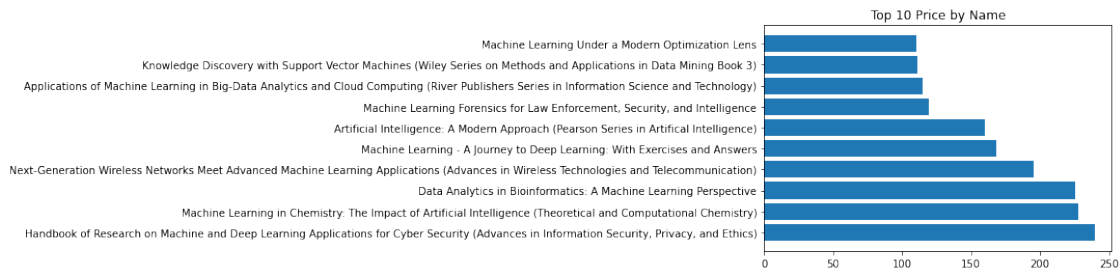 Top 10 Price by Name
Machine Learning Under a Modern Optimization Lens
Knowledge Discovery with Support Vector Machines (Wiley Series on Methods and Applications in Data Mining Book 3)
Applications of Machine Learning in Big-Data Analytics and Cloud Computing (River Publishers Series in Information Science and Technology)
Machine Learning Forensics for Law Enforcement, Security, and Intelligence
Artificial Intelligence: A Modern Approach (Pearson Series in Artifical Intelligence)
Machine Learning - A Journey to Deep Learning: With Exercises and Answers
Next-Generation Wireless Networks Meet Advanced Machine Learning Applications (Advances in Wireless Technologies and Telecommunication)
Data Analytics in Bioinformatics: A Machine Learning Perspective
Machine Learning in Chemistry: The Impact of Artificial Intelligence (Theoretical and Computational Chemistry)
Handbook of Research on Machine and Deep Learning Applications for Cyber Security (Advances in Information Security, Privacy, and Ethics)
0 50 100 150 200 250